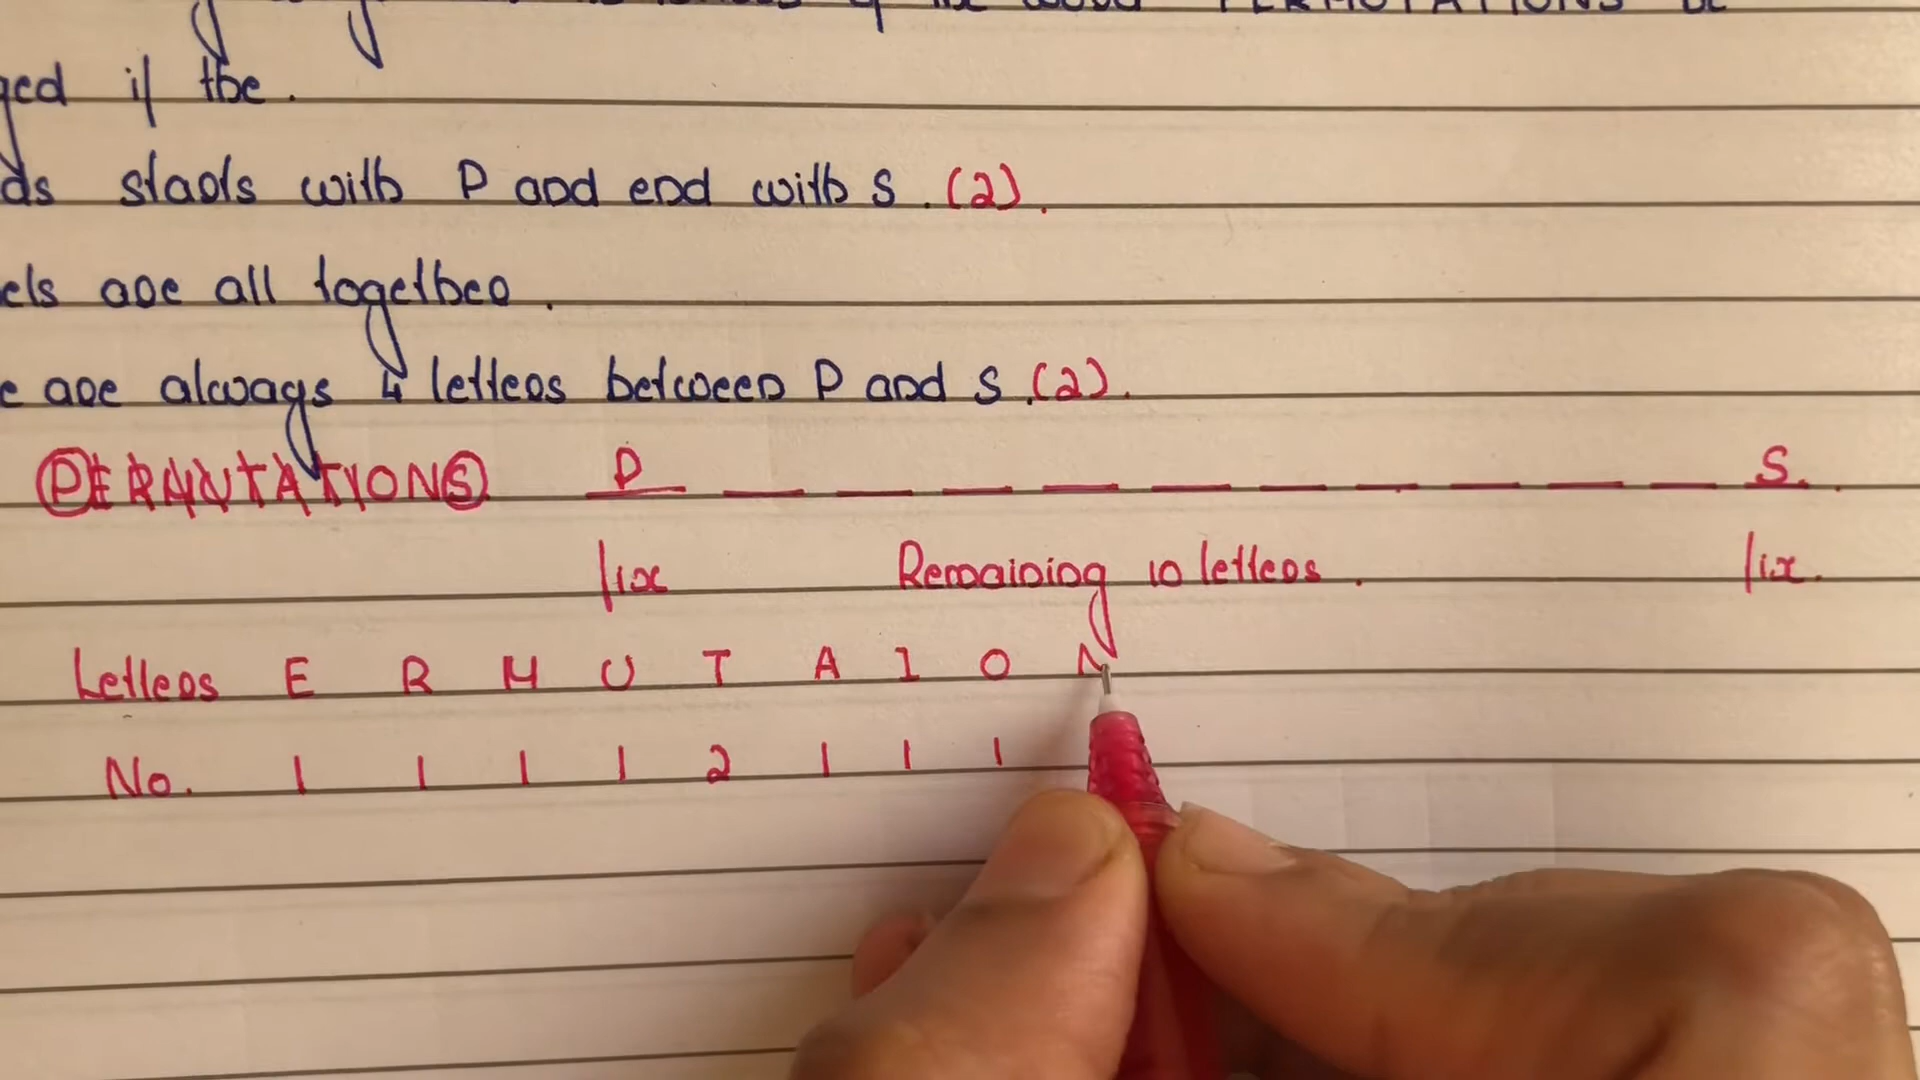 PERMUTATIONS
ged if the.
ds starts with P and end with S. (2).
els are all together.
e are always 4 letters between P and S. (2).
PERMUTATIONS P _ _ _ _ _ _ _ _ _ _ S.
fix Remaining 10 letters. fix.
Letters E R M U T A I O N
No. 1 1 1 1 2 1 1 1